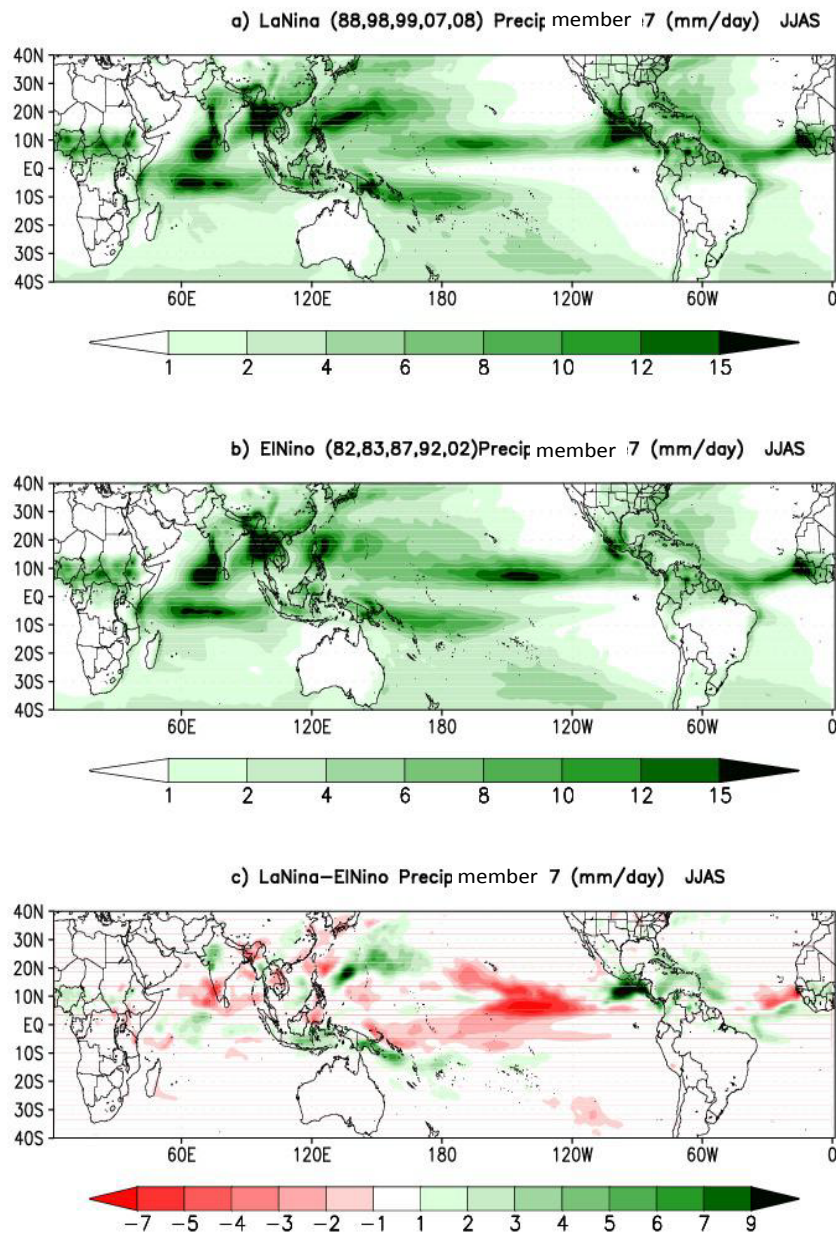 a) LaNina (88,98,99,07,08) Precip member 7 (mm/day) JJAS
40N
30N
20N
10N
EQ
10S
20S
30S
40S
60E 120E 180 120W 60W 0
1 2 4 6 8 10 12 15
b) ElNino (82,83,87,92,02)Precip member 7 (mm/day) JJAS
40N
30N
20N
10N
EQ
10S
20S
30S
40S
60E 120E 180 120W 60W 0
1 2 4 6 8 10 12 15
c) LaNina-ElNino Precip member 7 (mm/day) JJAS
40N
30N
20N
10N
EQ
10S
20S
30S
40S
60E 120E 180 120W 60W 0
-7 -5 -4 -3 -2 -1 1 2 3 4 5 6 7 9